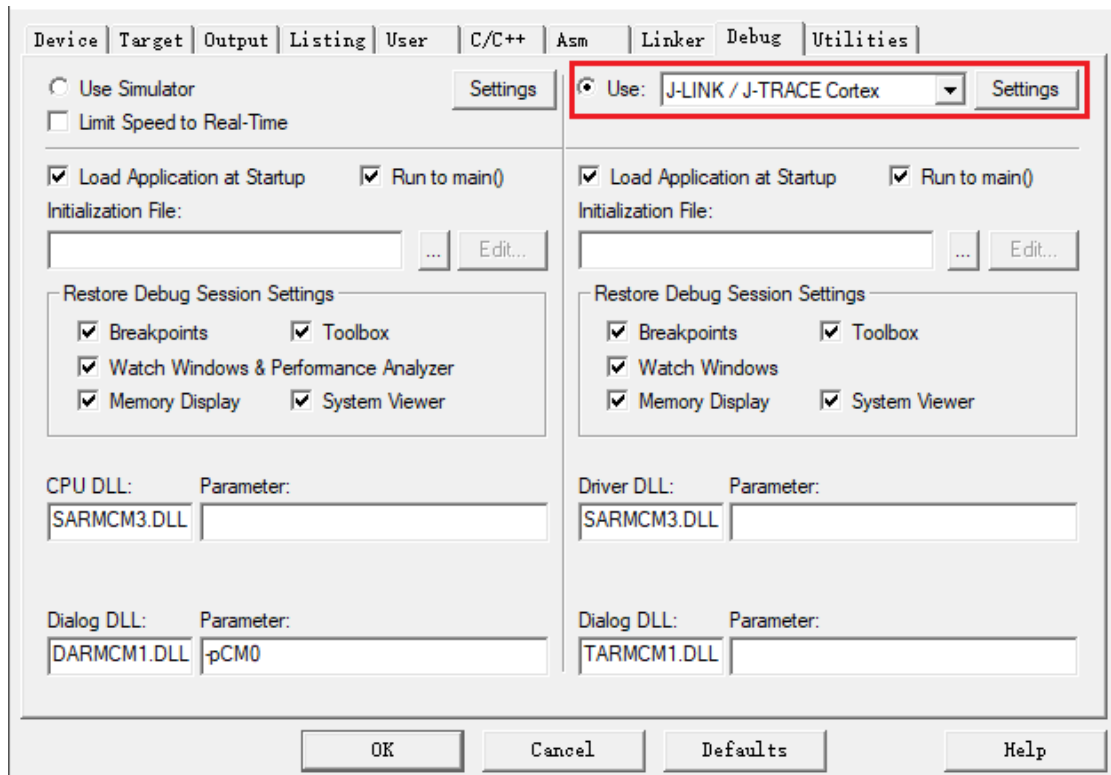 Device Target Output Listing User C/C++ Asm Linker Debug Utilities
Use Simulator Settings
Limit Speed to Real-Time
Use: J-LINK / J-TRACE Cortex Settings
Load Application at Startup Run to main()
Initialization File:
... Edit...
Restore Debug Session Settings
Breakpoints Toolbox
Watch Windows & Performance Analyzer
Memory Display System Viewer
CPU DLL: Parameter:
SARMCM3.DLL
Dialog DLL: Parameter:
DARMCM1.DLL -pCM0
Load Application at Startup Run to main()
Initialization File:
... Edit...
Restore Debug Session Settings
Breakpoints Toolbox
Watch Windows
Memory Display System Viewer
Driver DLL: Parameter:
SARMCM3.DLL
Dialog DLL: Parameter:
TARMCM1.DLL
OK Cancel Defaults Help